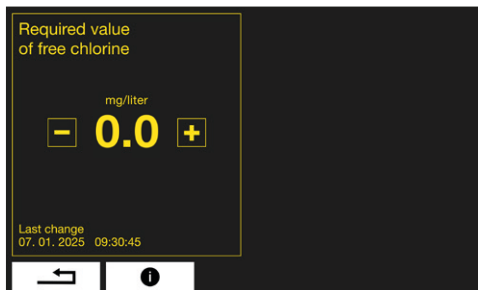 Required value
of free chlorine
mg/liter
− 0.0 +
Last change
07. 01. 2025 09:30:45